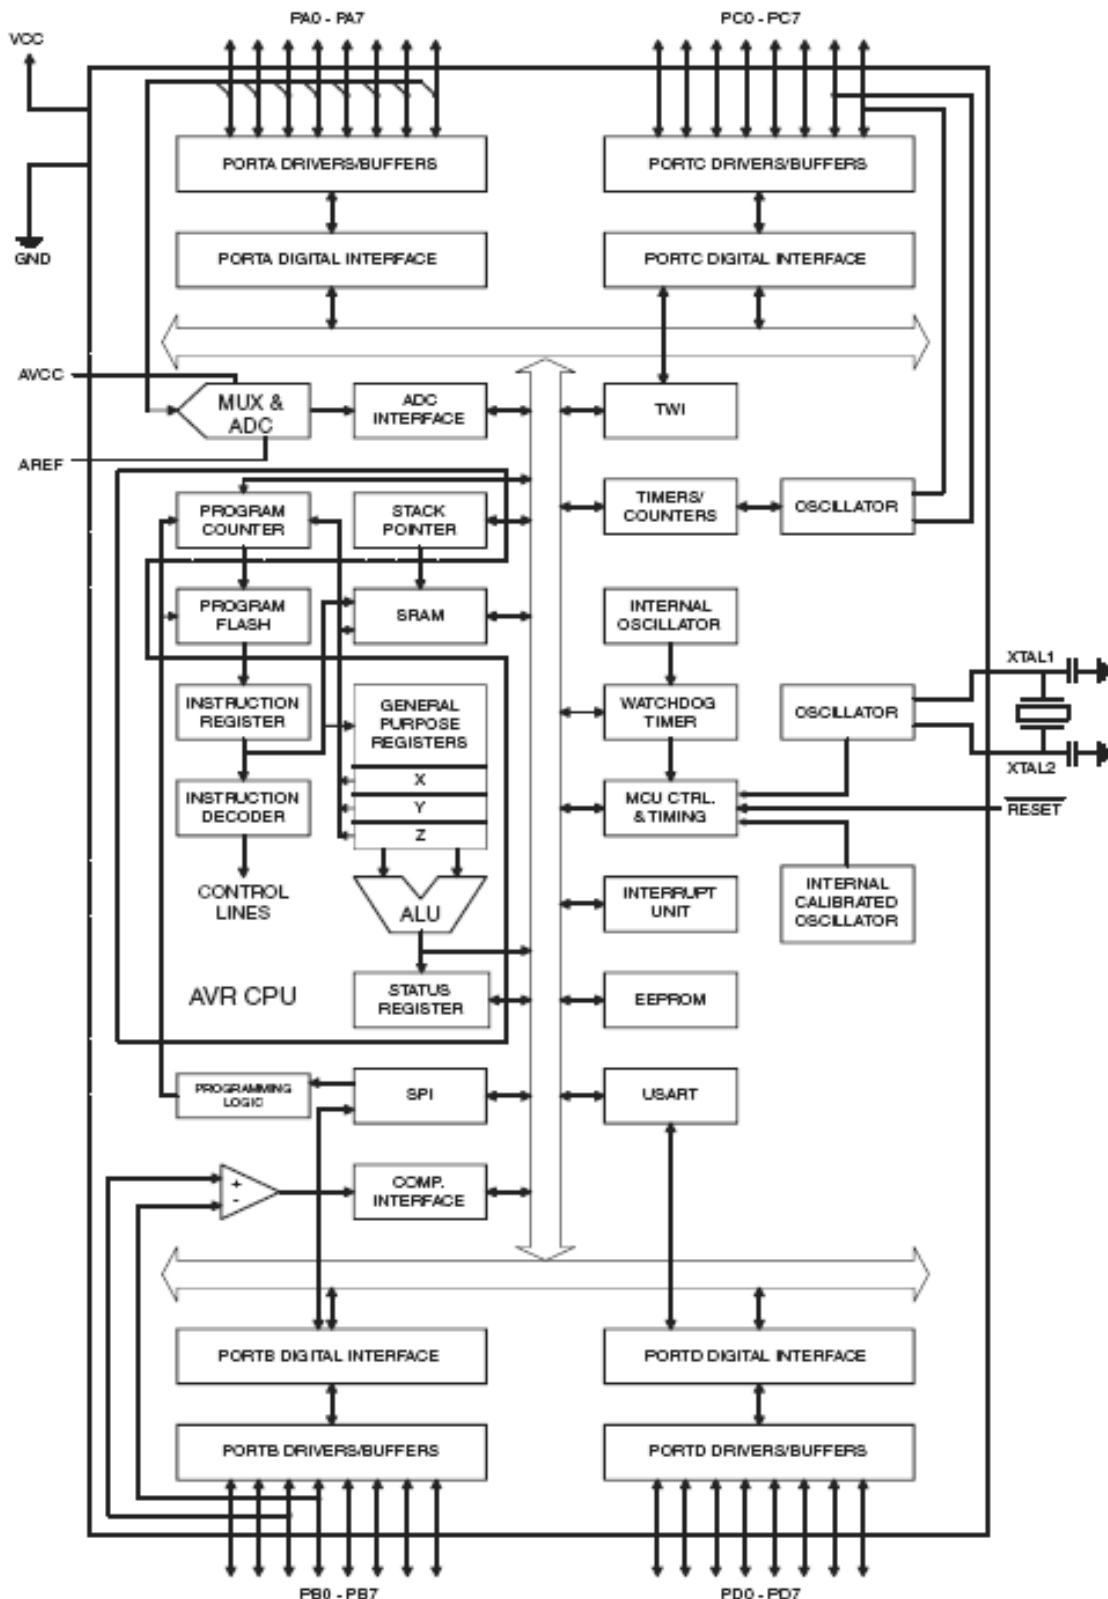 PA0 - PA7
PC0 - PC7
VCC
PORTA DRIVERS/BUFFERS
PORTC DRIVERS/BUFFERS
GND
PORTA DIGITAL INTERFACE
PORTC DIGITAL INTERFACE
AVCC
MUX &
ADC
ADC
INTERFACE
TWI
AREF
PROGRAM
COUNTER
STACK
POINTER
TIMERS/
COUNTERS
OSCILLATOR
PROGRAM
FLASH
SRAM
INTERNAL
OSCILLATOR
XTAL1
INSTRUCTION
REGISTER
GENERAL
PURPOSE
REGISTERS
WATCHDOG
TIMER
OSCILLATOR
XTAL2
X
INSTRUCTION
DECODER
Y
Z
MCU CTRL.
& TIMING
RESET
CONTROL
LINES
ALU
INTERRUPT
UNIT
INTERNAL
CALIBRATED
OSCILLATOR
AVR CPU
STATUS
REGISTER
EEPROM
PROGRAMMING
LOGIC
SPI
USART
+
-
COMP.
INTERFACE
PORTB DIGITAL INTERFACE
PORTD DIGITAL INTERFACE
PORTB DRIVERS/BUFFERS
PORTD DRIVERS/BUFFERS
PB0 - PB7
PD0 - PD7